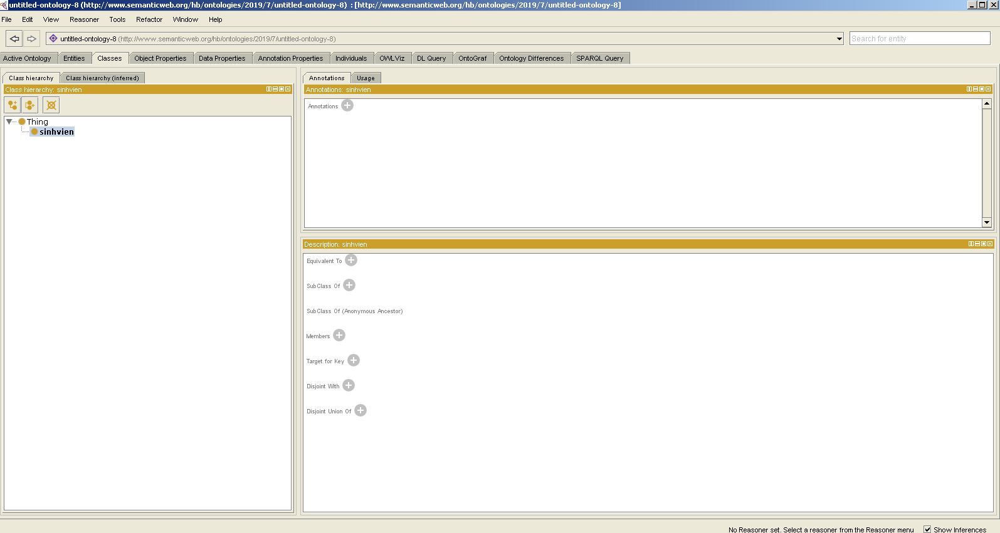 untitled-ontology-8 (http://www.semanticweb.org/hb/ontologies/2019/7/untitled-ontology-8) : [http://www.semanticweb.org/hb/ontologies/2019/7/untitled-ontology-8]
File Edit View Reasoner Tools Refactor Window Help
untitled-ontology-8 (http://www.semanticweb.org/hb/ontologies/2019/7/untitled-ontology-8) Search for entity
Active Ontology Entities Classes Object Properties Data Properties Annotation Properties Individuals OWLViz DL Query OntoGraf Ontology Differences SPARQL Query
Class hierarchy Class hierarchy (inferred)
Class hierarchy: sinhvien
Thing
sinhvien
Annotations Usage
Annotations: sinhvien
Annotations
Description: sinhvien
Equivalent To
SubClass Of
SubClass Of (Anonymous Ancestor)
Members
Target for Key
Disjoint With
Disjoint Union Of
No Reasoner set. Select a reasoner from the Reasoner menu Show Inferences